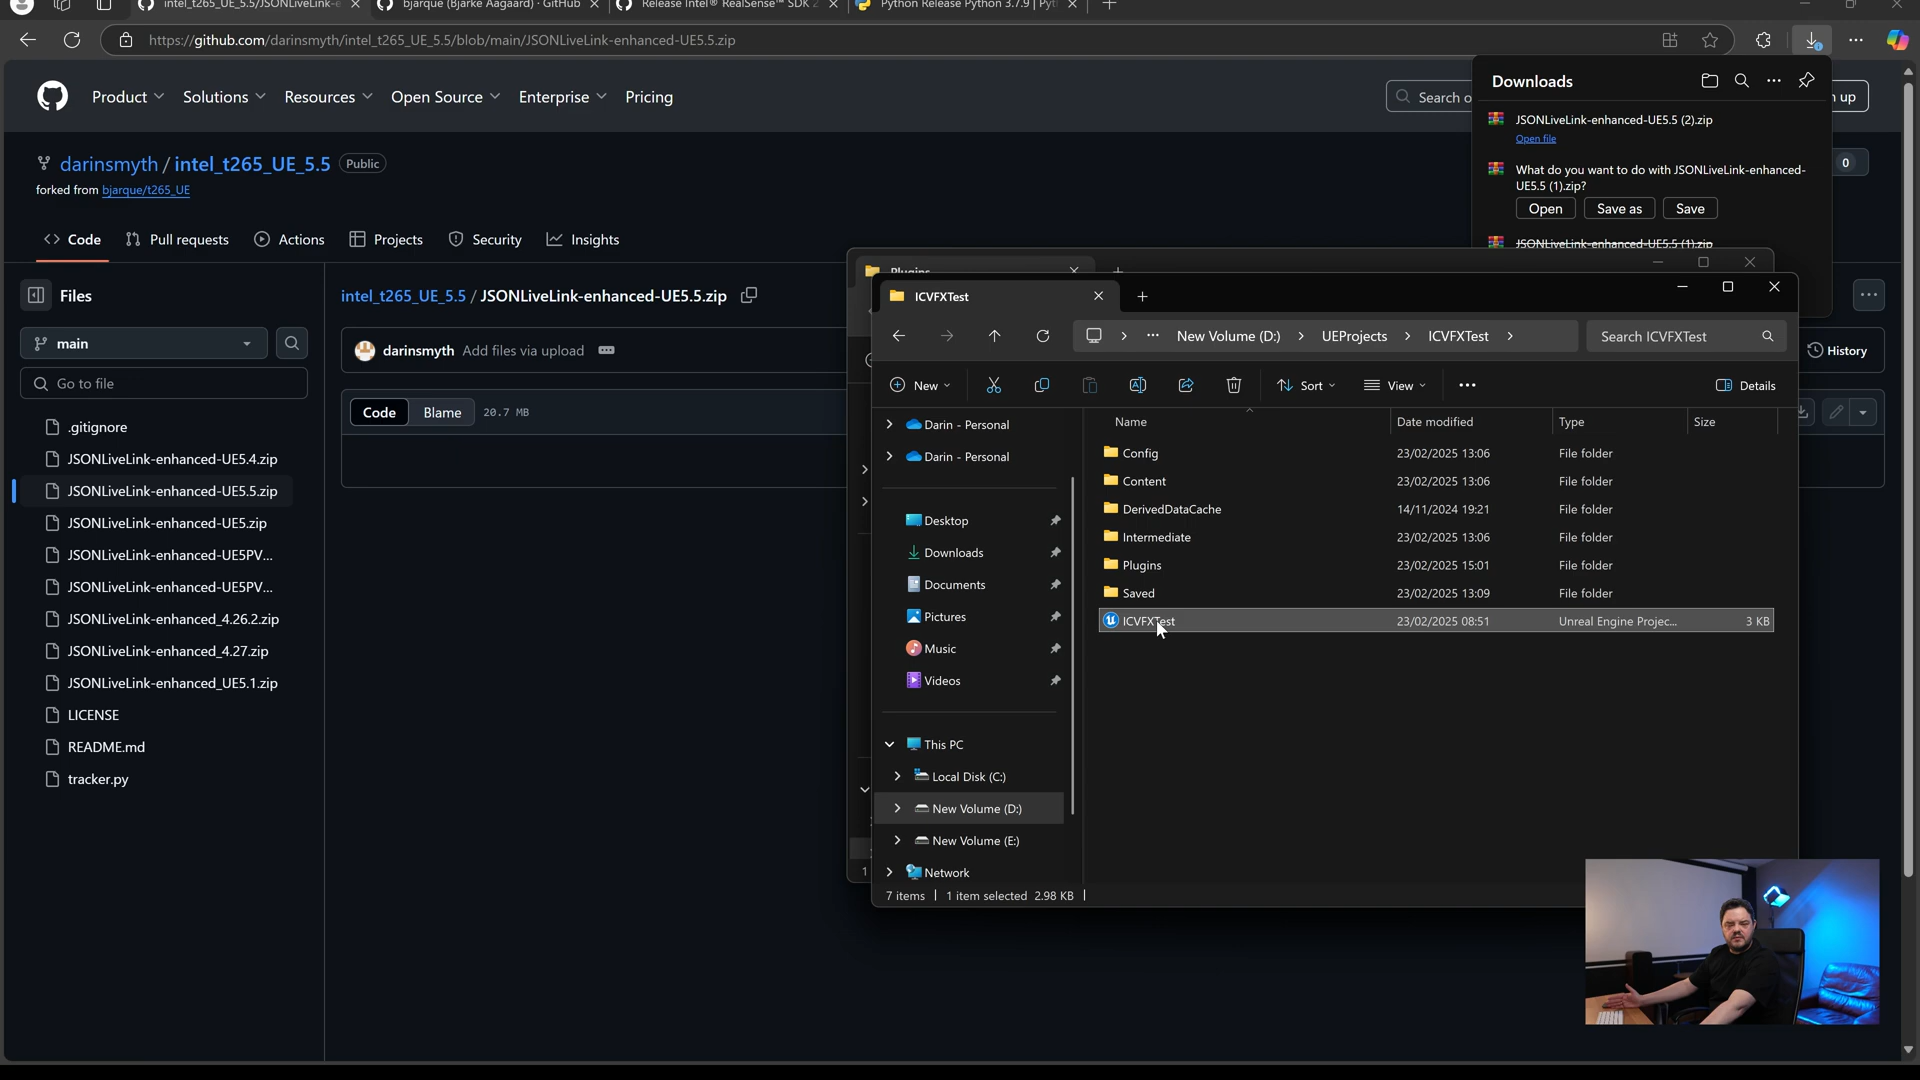 intel_t265_UE_5.5/JSONLiveLink-e
bjarque (Bjarke Aagaard) · GitHub
Release Intel® RealSense™ SDK 2
Python Release Python 3.7.9 | Pyt
https://github.com/darinsmyth/intel_t265_UE_5.5/blob/main/JSONLiveLink-enhanced-UE5.5.zip
Product
Solutions
Resources
Open Source
Enterprise
Pricing
Search o
n up
Downloads
JSONLiveLink-enhanced-UE5.5 (2).zip
Open file
What do you want to do with JSONLiveLink-enhanced-
UE5.5 (1).zip?
Open
Save as
Save
JSONLiveLink-enhanced-UE5.5 (1).zip
darinsmyth / intel_t265_UE_5.5
Public
0
forked from bjarque/t265_UE
Code
Pull requests
Actions
Projects
Security
Insights
Files
main
Go to file
.gitignore
JSONLiveLink-enhanced-UE5.4.zip
JSONLiveLink-enhanced-UE5.5.zip
JSONLiveLink-enhanced-UE5.zip
JSONLiveLink-enhanced-UE5PV...
JSONLiveLink-enhanced-UE5PV...
JSONLiveLink-enhanced_4.26.2.zip
JSONLiveLink-enhanced_4.27.zip
JSONLiveLink-enhanced_UE5.1.zip
LICENSE
README.md
tracker.py
intel_t265_UE_5.5 / JSONLiveLink-enhanced-UE5.5.zip
darinsmyth Add files via upload
History
Code
Blame
20.7 MB
Plugins
1
ICVFXTest
New Volume (D:)
UEProjects
ICVFXTest
Search ICVFXTest
New
Sort
View
Details
Darin - Personal
Darin - Personal
Desktop
Downloads
Documents
Pictures
Music
Videos
This PC
Local Disk (C:)
New Volume (D:)
New Volume (E:)
Network
Name Date modified Type Size
Config 23/02/2025 13:06 File folder
Content 23/02/2025 13:06 File folder
DerivedDataCache 14/11/2024 19:21 File folder
Intermediate 23/02/2025 13:06 File folder
Plugins 23/02/2025 15:01 File folder
Saved 23/02/2025 13:09 File folder
ICVFXTest 23/02/2025 08:51 Unreal Engine Projec... 3 KB
7 items
1 item selected 2.98 KB